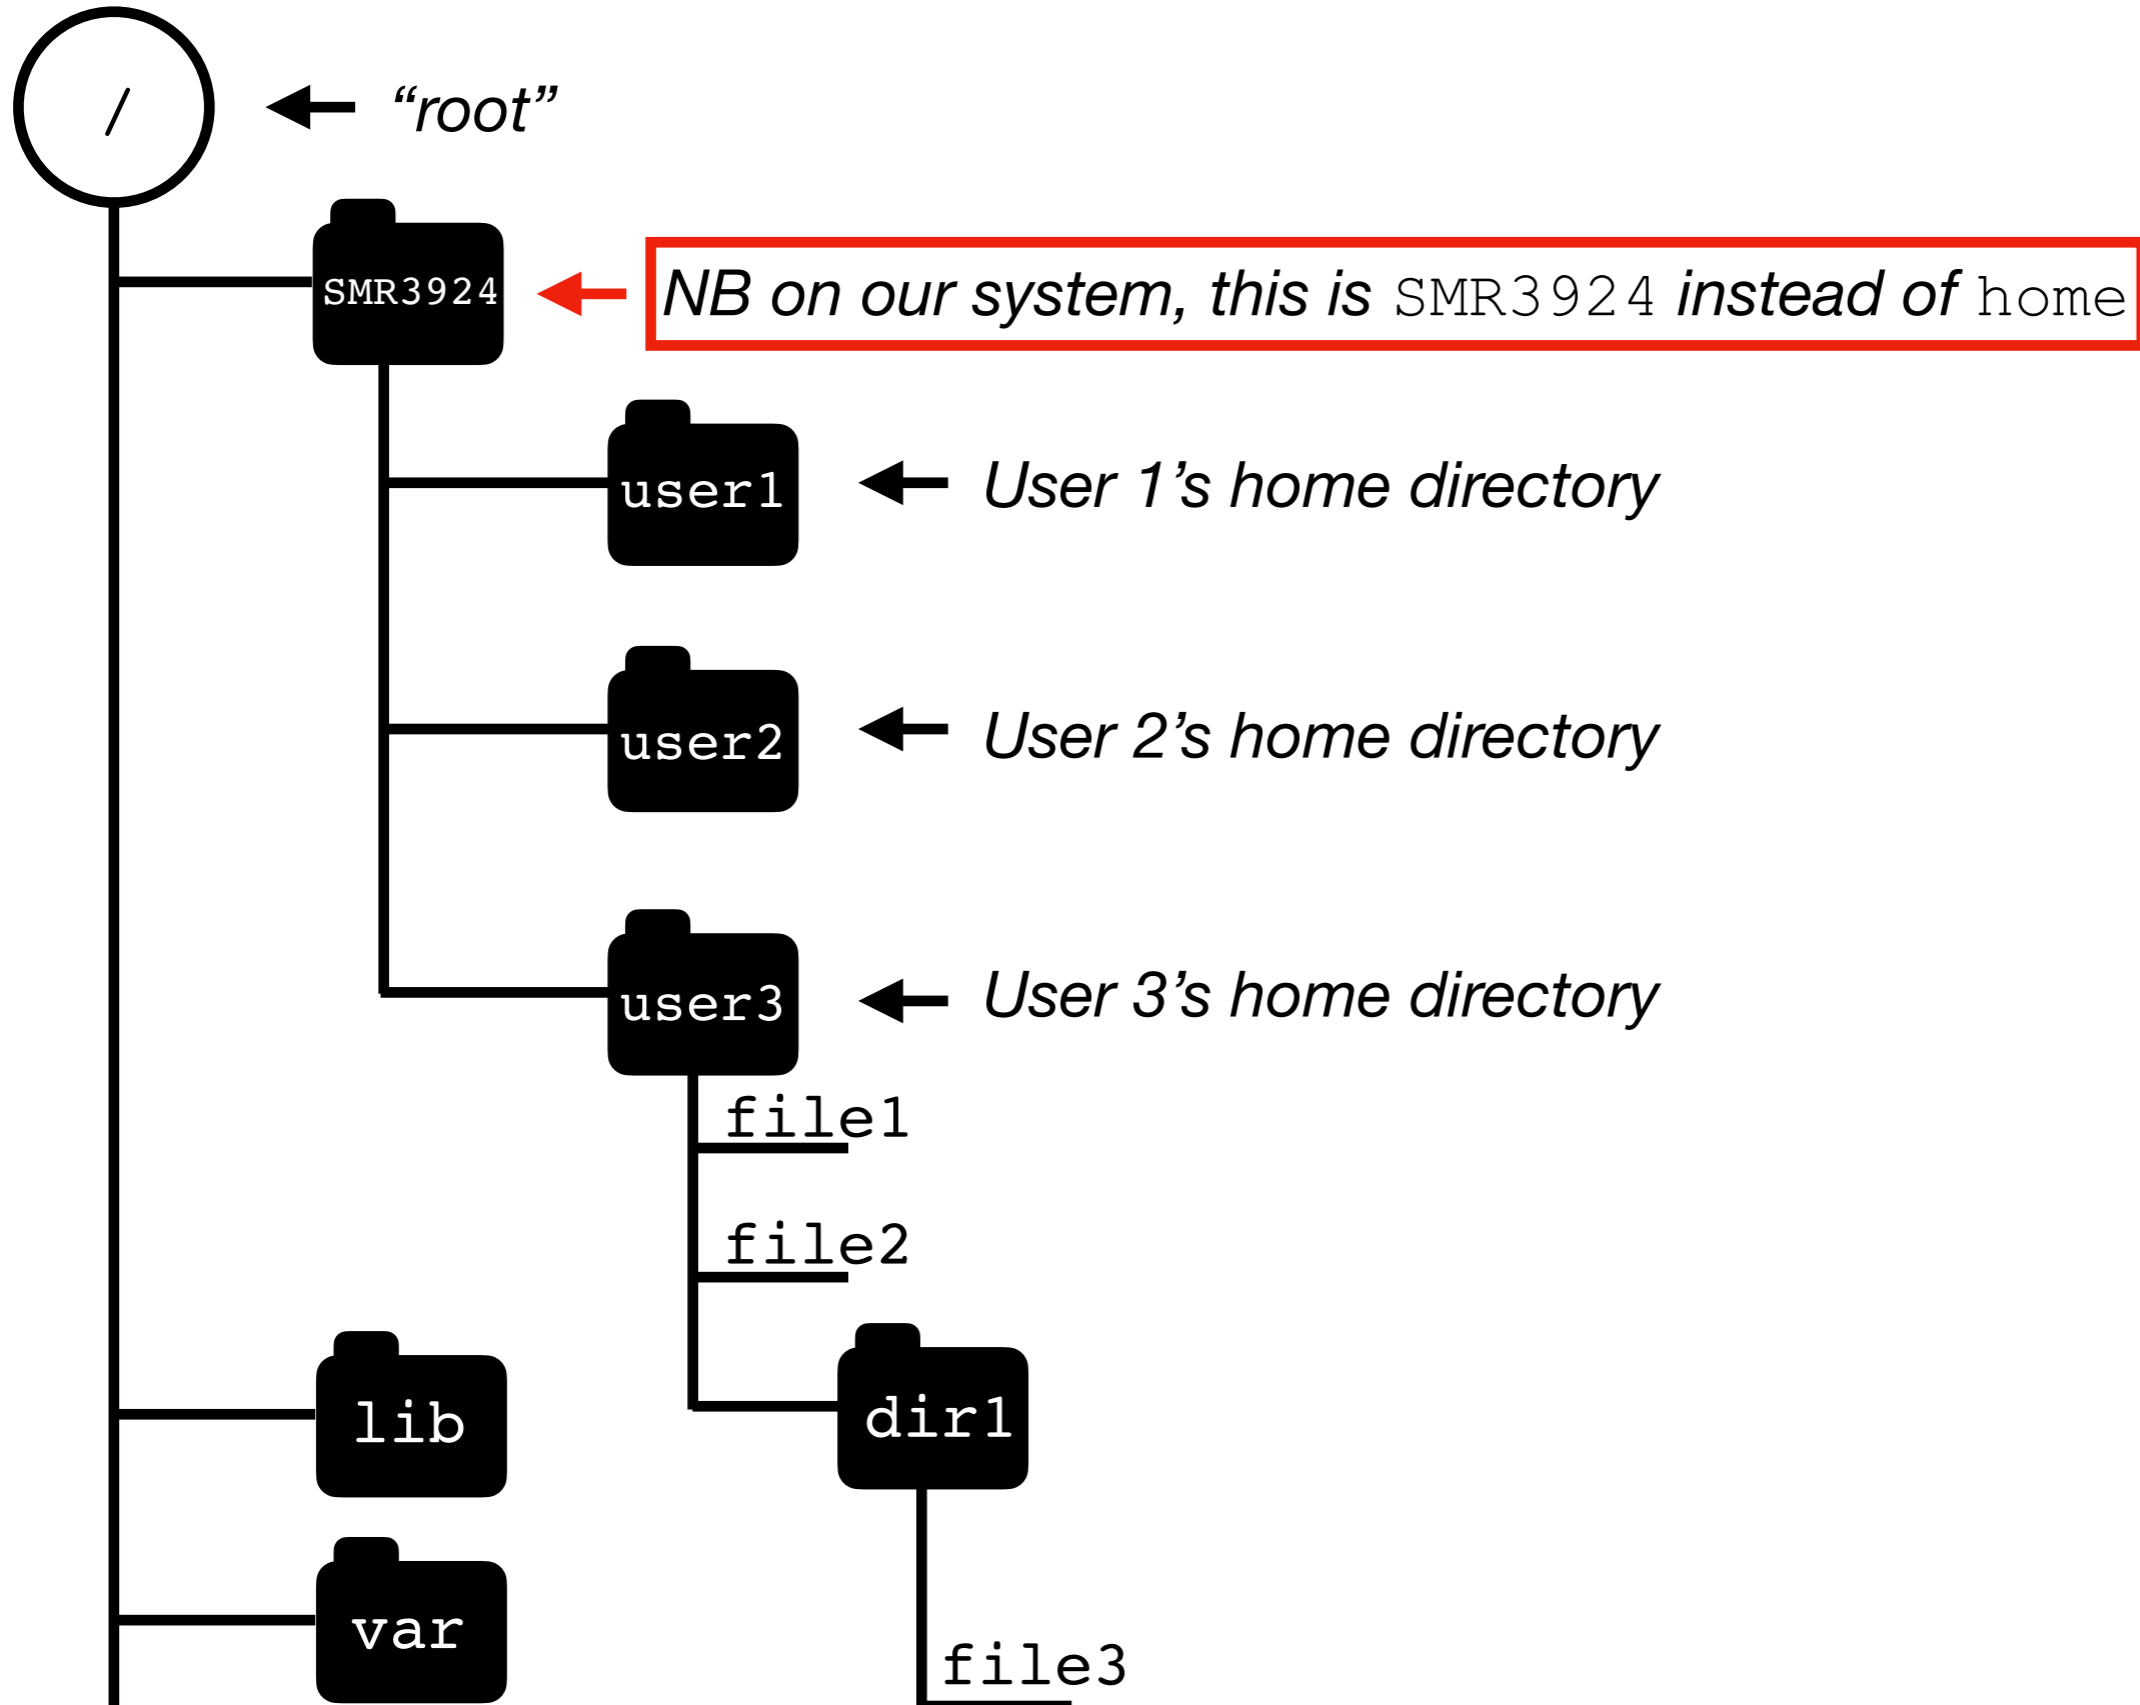 /
“root”
SMR3924
NB on our system, this is SMR3924 instead of home
user1
User 1’s home directory
user2
User 2’s home directory
user3
User 3’s home directory
file1
file2
lib
dir1
var
file3